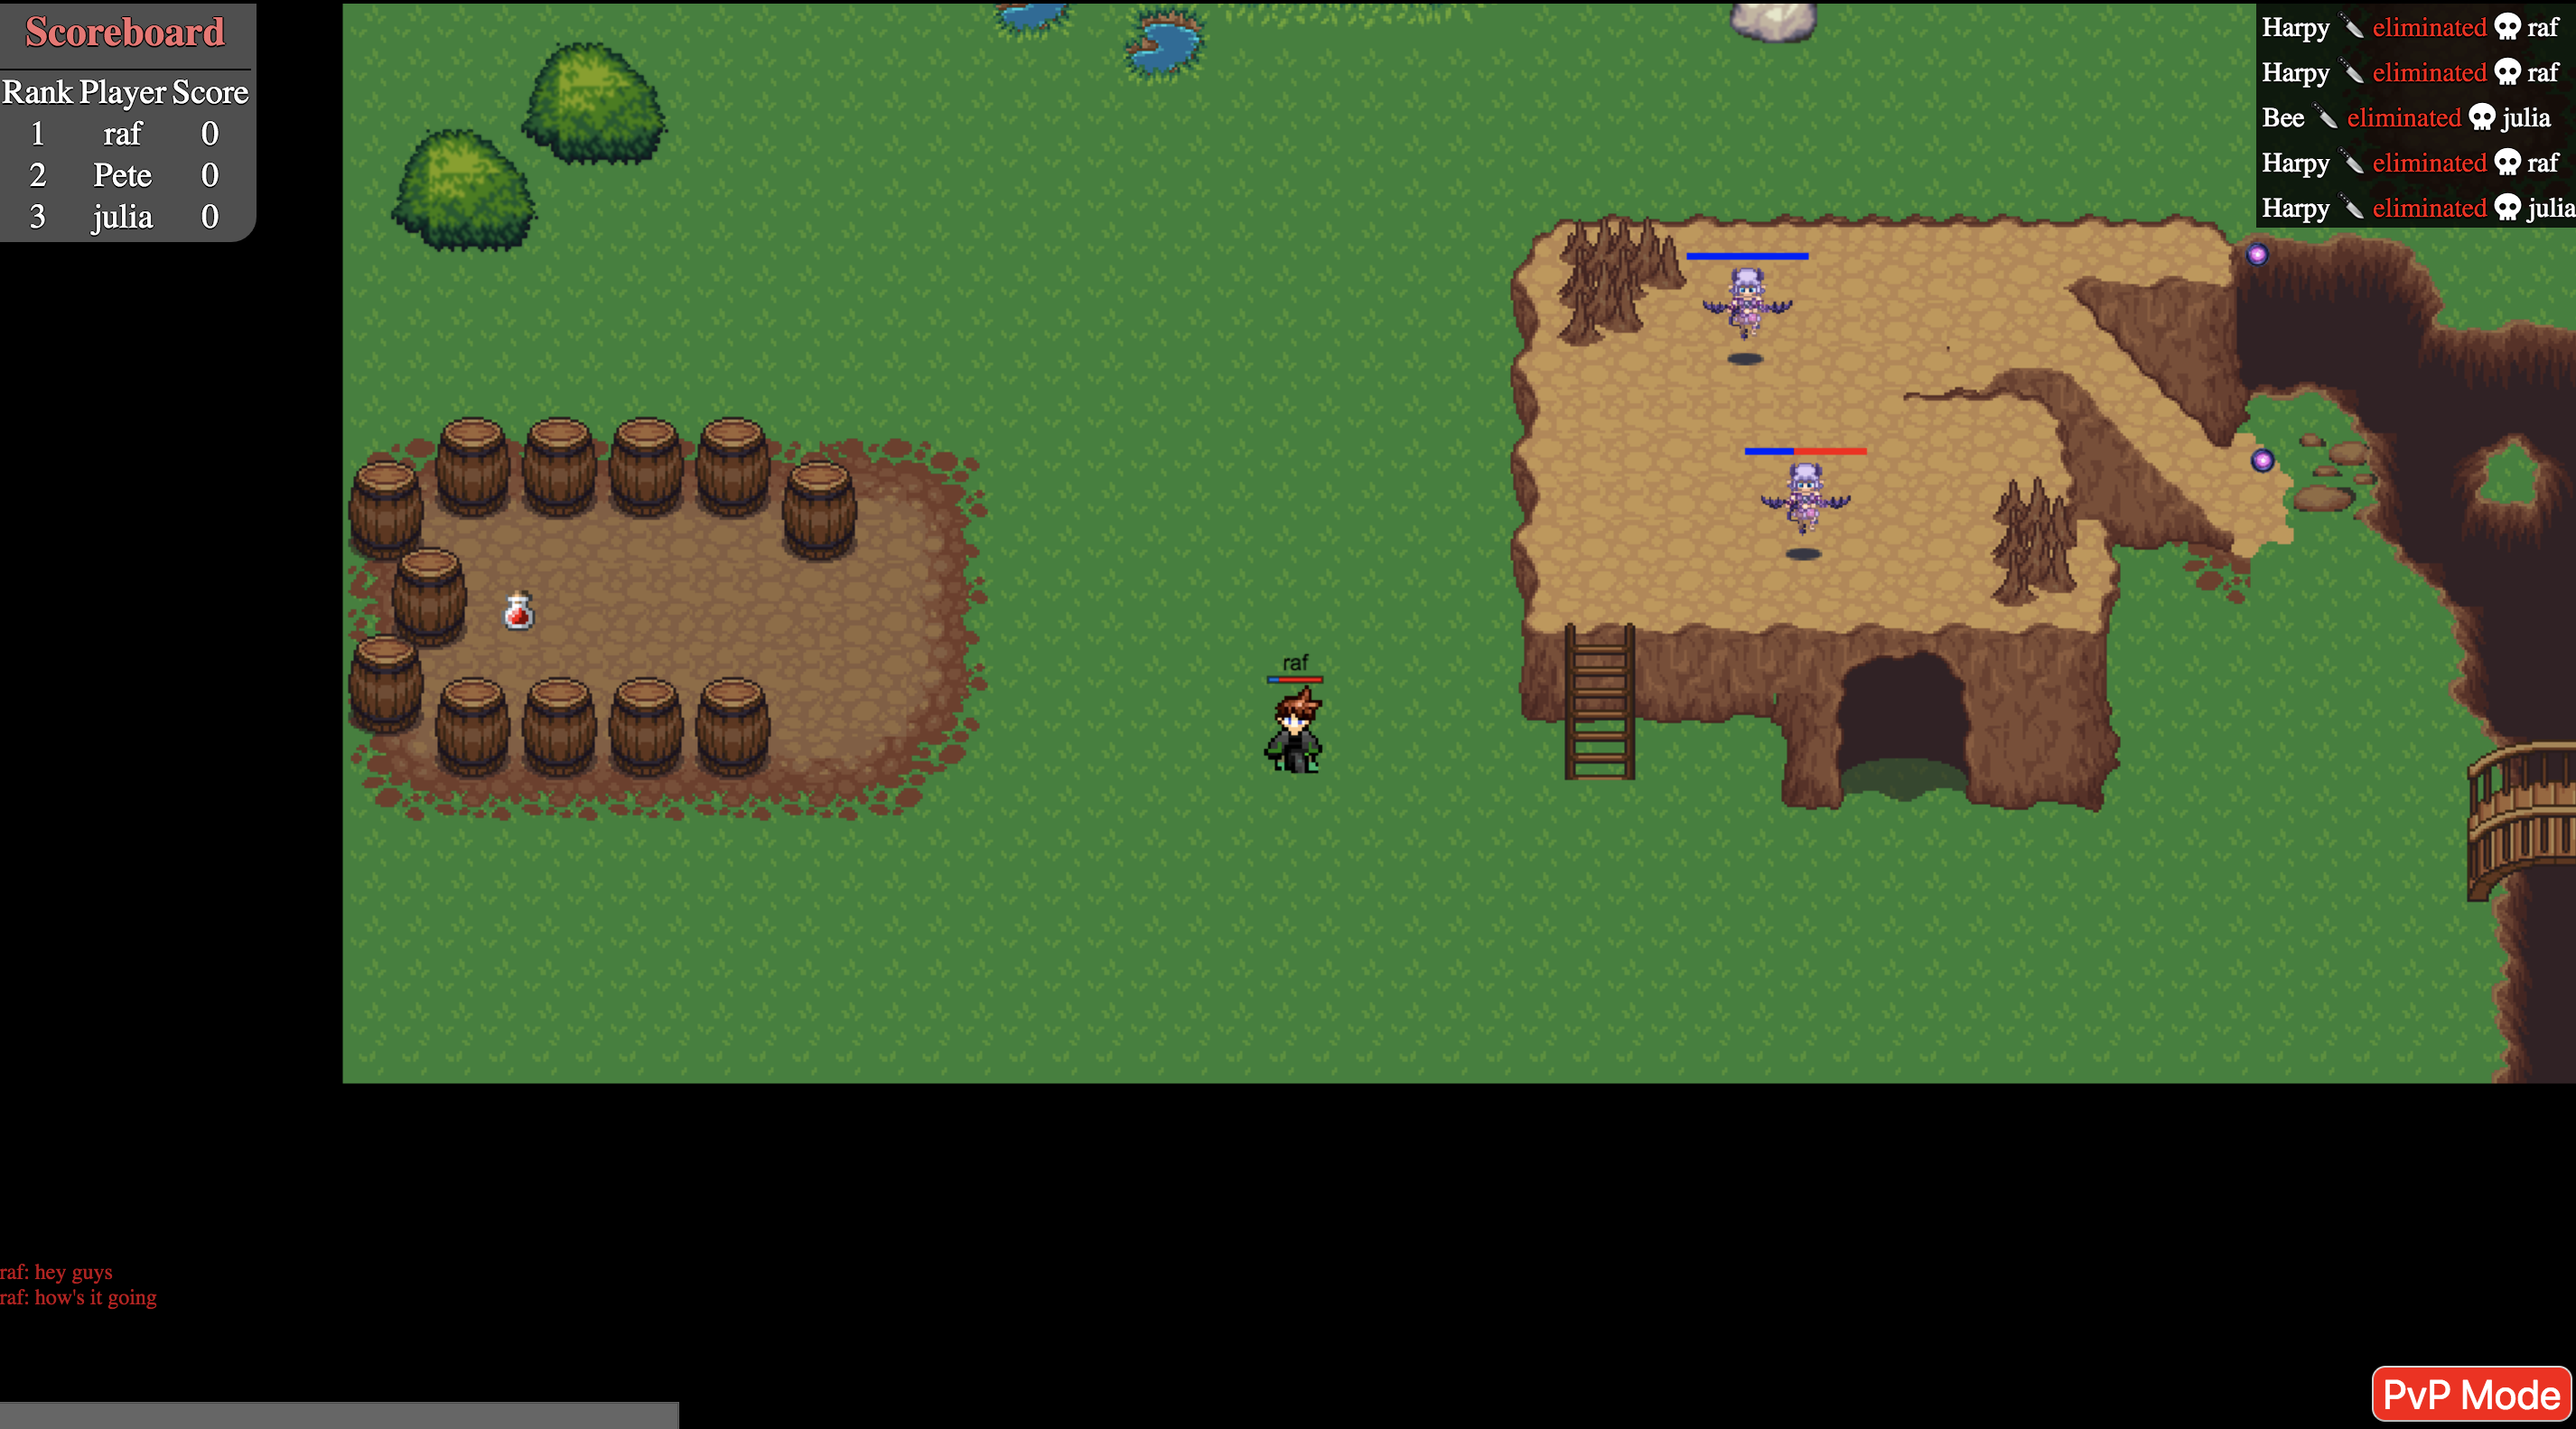 Scoreboard
Rank Player Score
1 raf 0
2 Pete 0
3 julia 0
Harpy 🔪 eliminated 💀 raf
Harpy 🔪 eliminated 💀 raf
Bee 🔪 eliminated 💀 julia
Harpy 🔪 eliminated 💀 raf
Harpy 🔪 eliminated 💀 julia
raf
raf: hey guys
raf: how's it going
PvP Mode